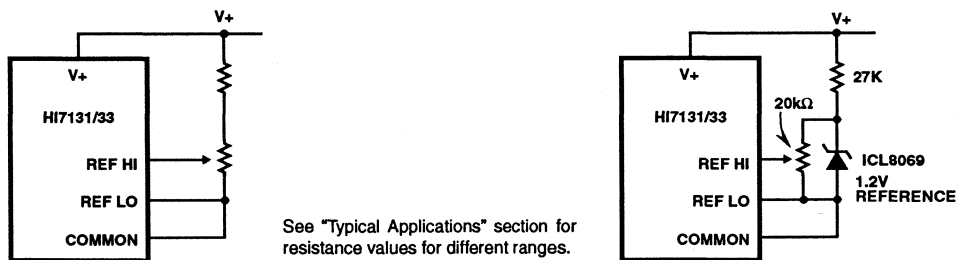 V+
V+
HI7131/33
REF HI
REF LO
COMMON
See "Typical Applications" section for
resistance values for different ranges.
V+
V+
27K
HI7131/33
20kΩ
REF HI
ICL8069
1.2V
REFERENCE
REF LO
COMMON